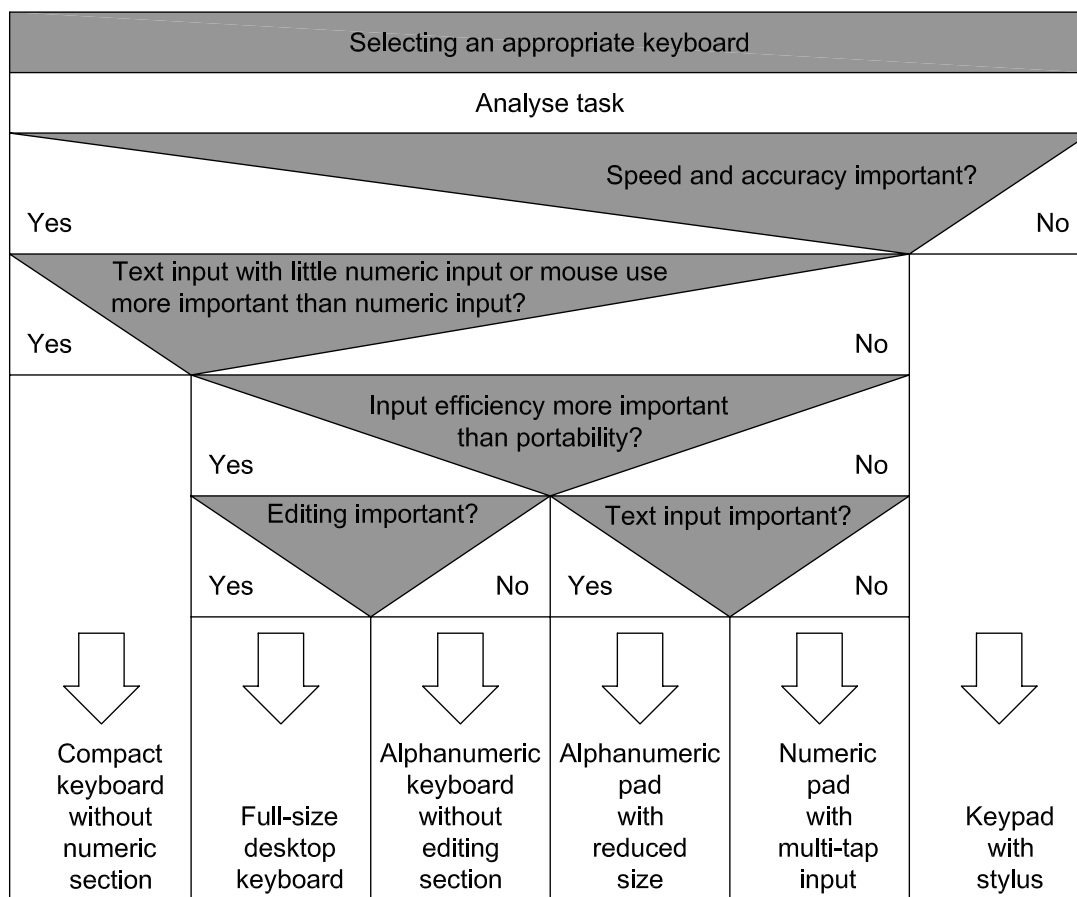 Selecting an appropriate keyboard
Analyse task
Speed and accuracy important?
Yes
No
Text input with little numeric input or mouse use
more important than numeric input?
Yes
No
Input efficiency more important
than portability?
Yes
No
Editing important?
Text input important?
Yes
No
Yes
No
Compact
keyboard
without
numeric
section
Full-size
desktop
keyboard
Alphanumeric
keyboard
without
editing
section
Alphanumeric
pad
with
reduced
size
Numeric
pad
with
multi-tap
input
Keypad
with
stylus